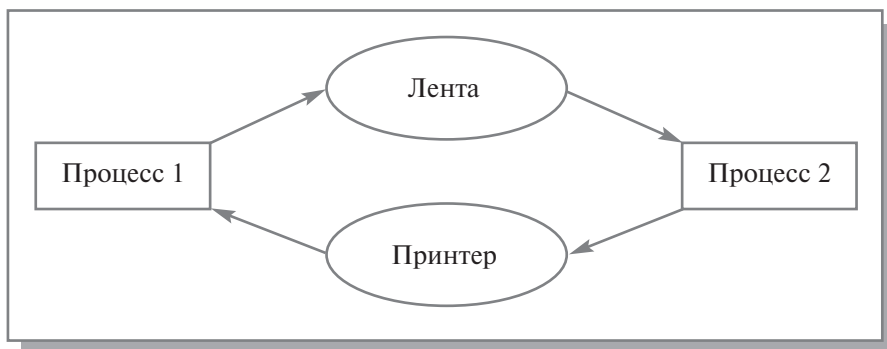 Лента
Процесс 1
Процесс 2
Принтер